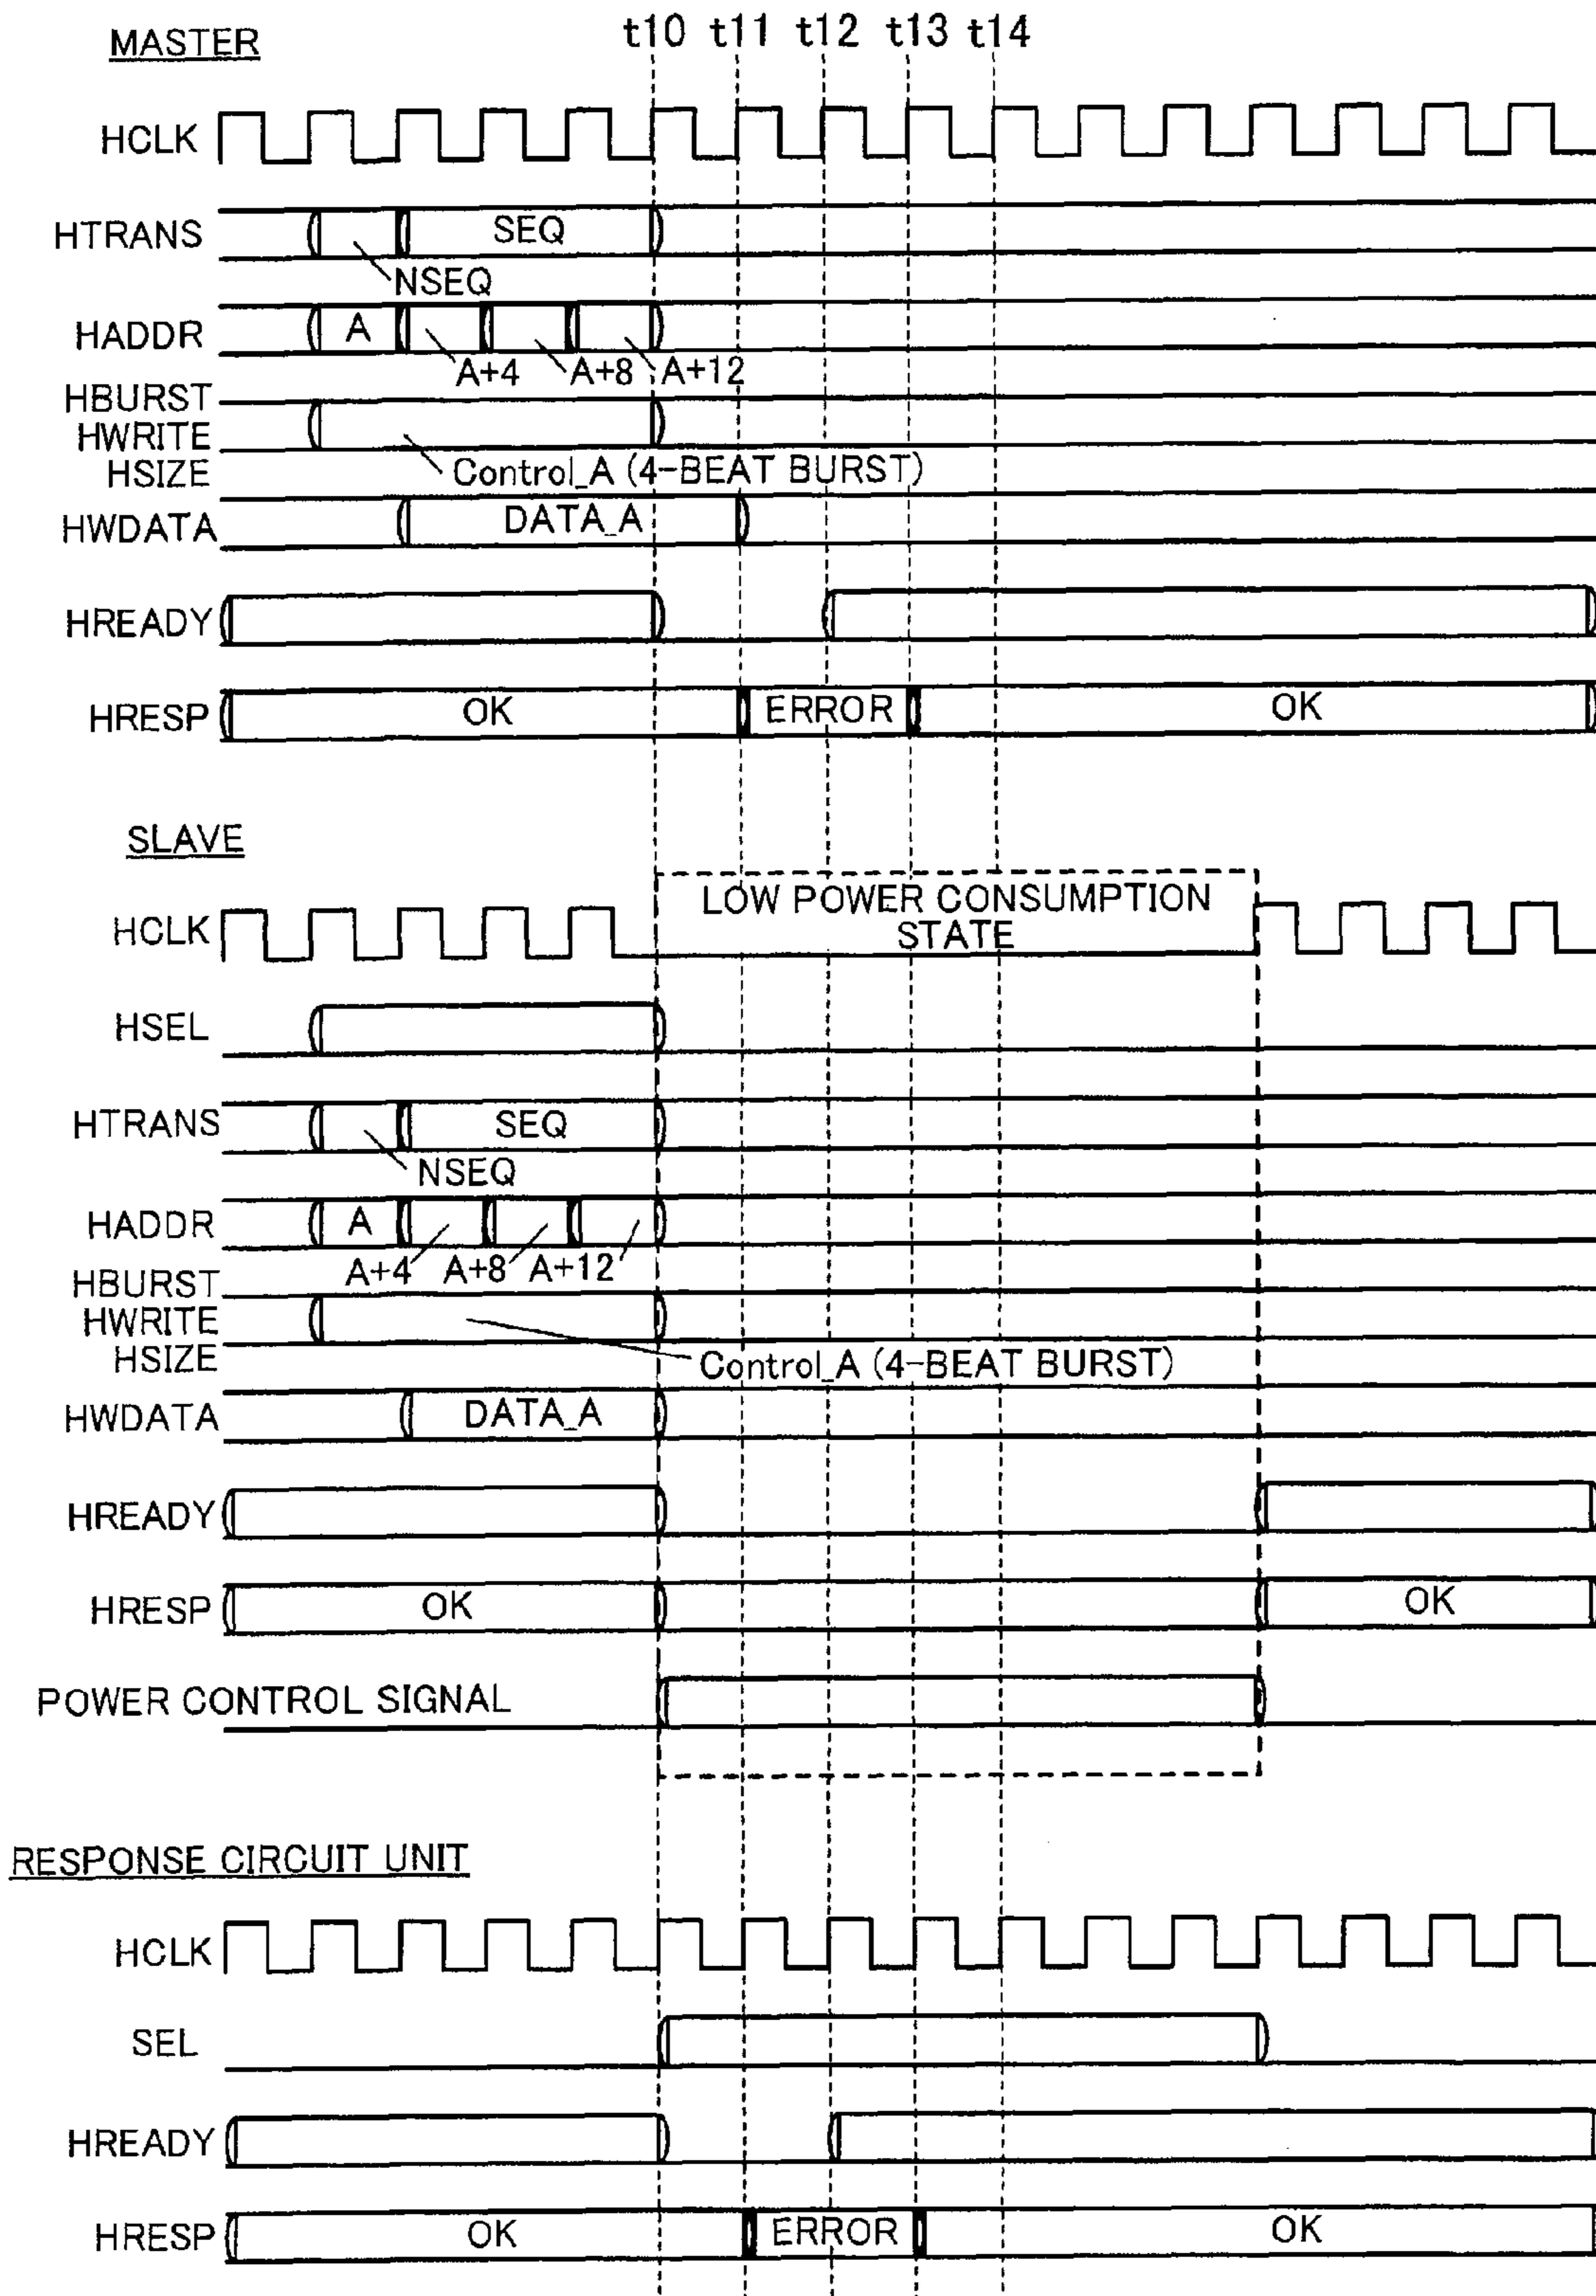 MASTER
t10 t11 t12 t13 t14
HCLK
HTRANS
SEQ
NSEQ
HADDR
A
A+4 A+8 A+12
HBURST
HWRITE
HSIZE
Control_A (4-BEAT BURST)
HWDATA
DATA_A
HREADY
HRESP
OK
ERROR
OK
SLAVE
HCLK
LOW POWER CONSUMPTION
STATE
HSEL
HTRANS
SEQ
NSEQ
HADDR
A
A+4 A+8 A+12
HBURST
HWRITE
HSIZE
Control_A (4-BEAT BURST)
HWDATA
DATA_A
HREADY
HRESP
OK
OK
POWER CONTROL SIGNAL
RESPONSE CIRCUIT UNIT
HCLK
SEL
HREADY
HRESP
OK
ERROR
OK